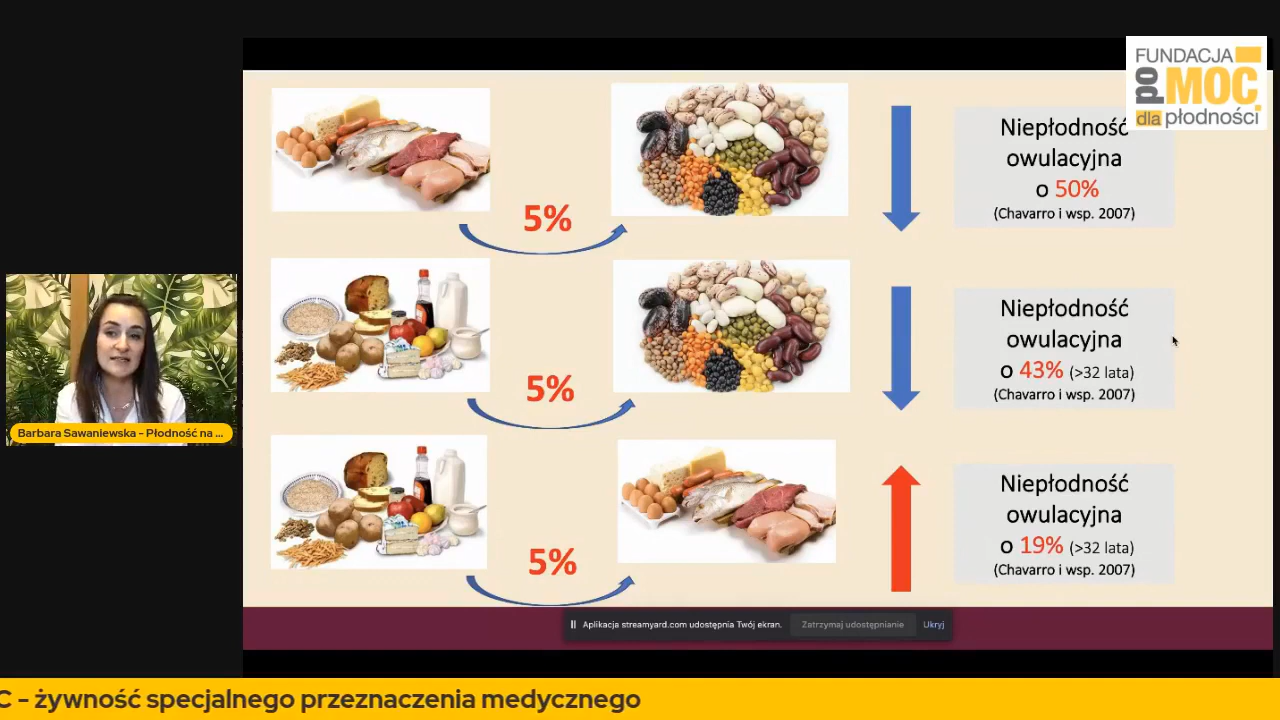 FUNDACJA
po MOC
dla płodności
5%
Niepłodność
owulacyjna
o 50%
(Chavarro i wsp. 2007)
5%
Niepłodność
owulacyjna
o 43% (>32 lata)
(Chavarro i wsp. 2007)
Barbara Sawaniewska - Płodność na ...
5%
Niepłodność
owulacyjna
o 19% (>32 lata)
(Chavarro i wsp. 2007)
Aplikacja streamyard.com udostępnia Twój ekran.
Zatrzymaj udostępnianie
Ukryj
C - żywność specjalnego przeznaczenia medycznego